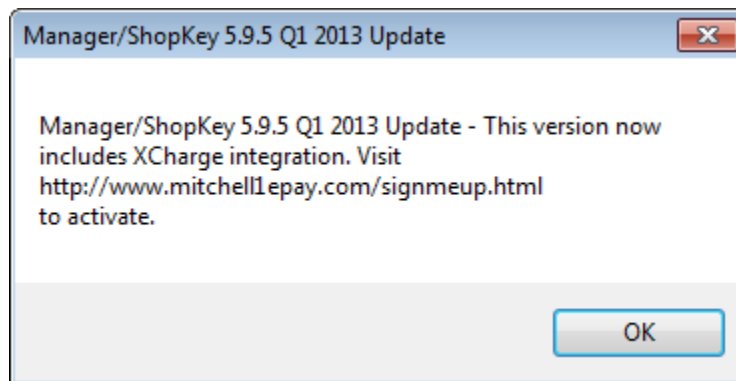 Manager/ShopKey 5.9.5 Q1 2013 Update
Manager/ShopKey 5.9.5 Q1 2013 Update - This version now
includes XCharge integration. Visit
http://www.mitchell1epay.com/signmeup.html
to activate.
OK